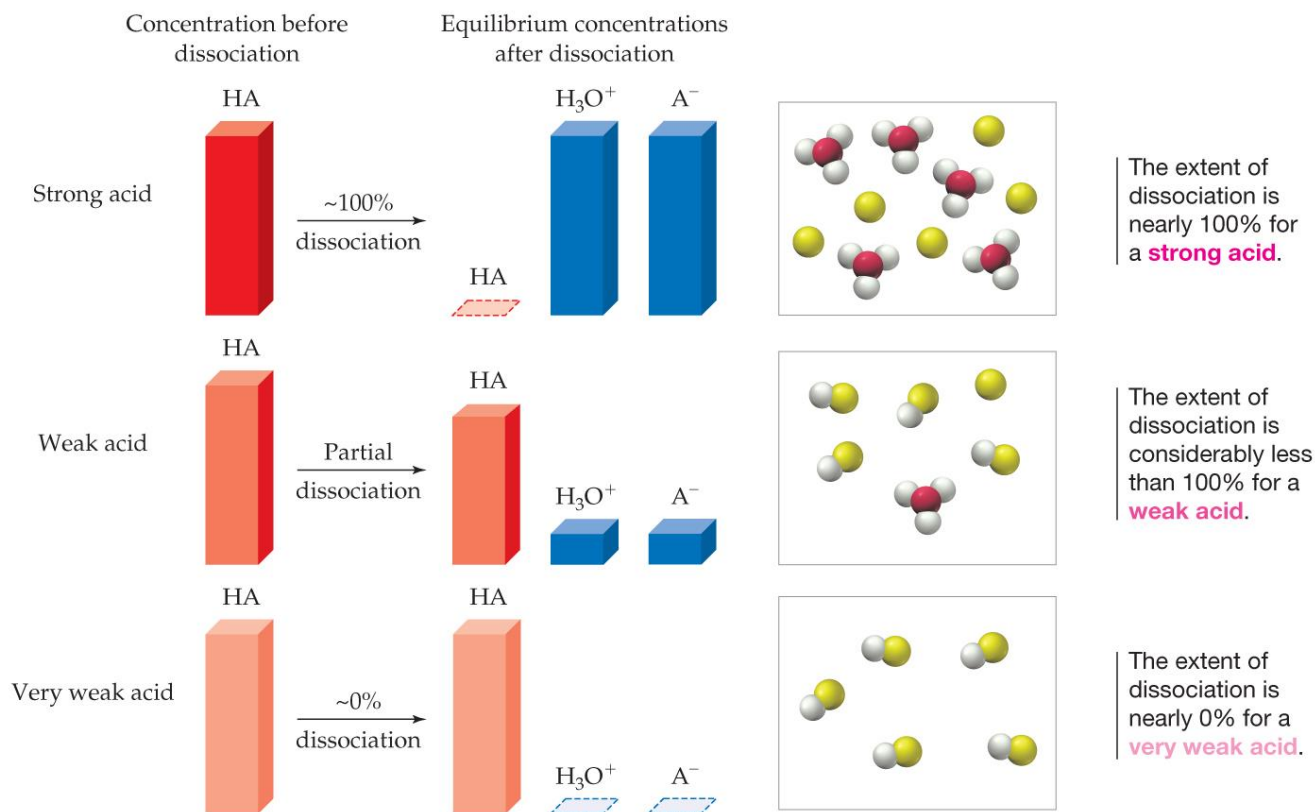 Concentration before
dissociation
Equilibrium concentrations
after dissociation
HA
H₃O⁺
A⁻
Strong acid
~100%
dissociation
HA
The extent of
dissociation is
nearly 100% for
a strong acid.
HA
HA
Weak acid
Partial
dissociation
H₃O⁺
A⁻
The extent of
dissociation is
considerably less
than 100% for a
weak acid.
HA
HA
Very weak acid
~0%
dissociation
H₃O⁺
A⁻
The extent of
dissociation is
nearly 0% for a
very weak acid.